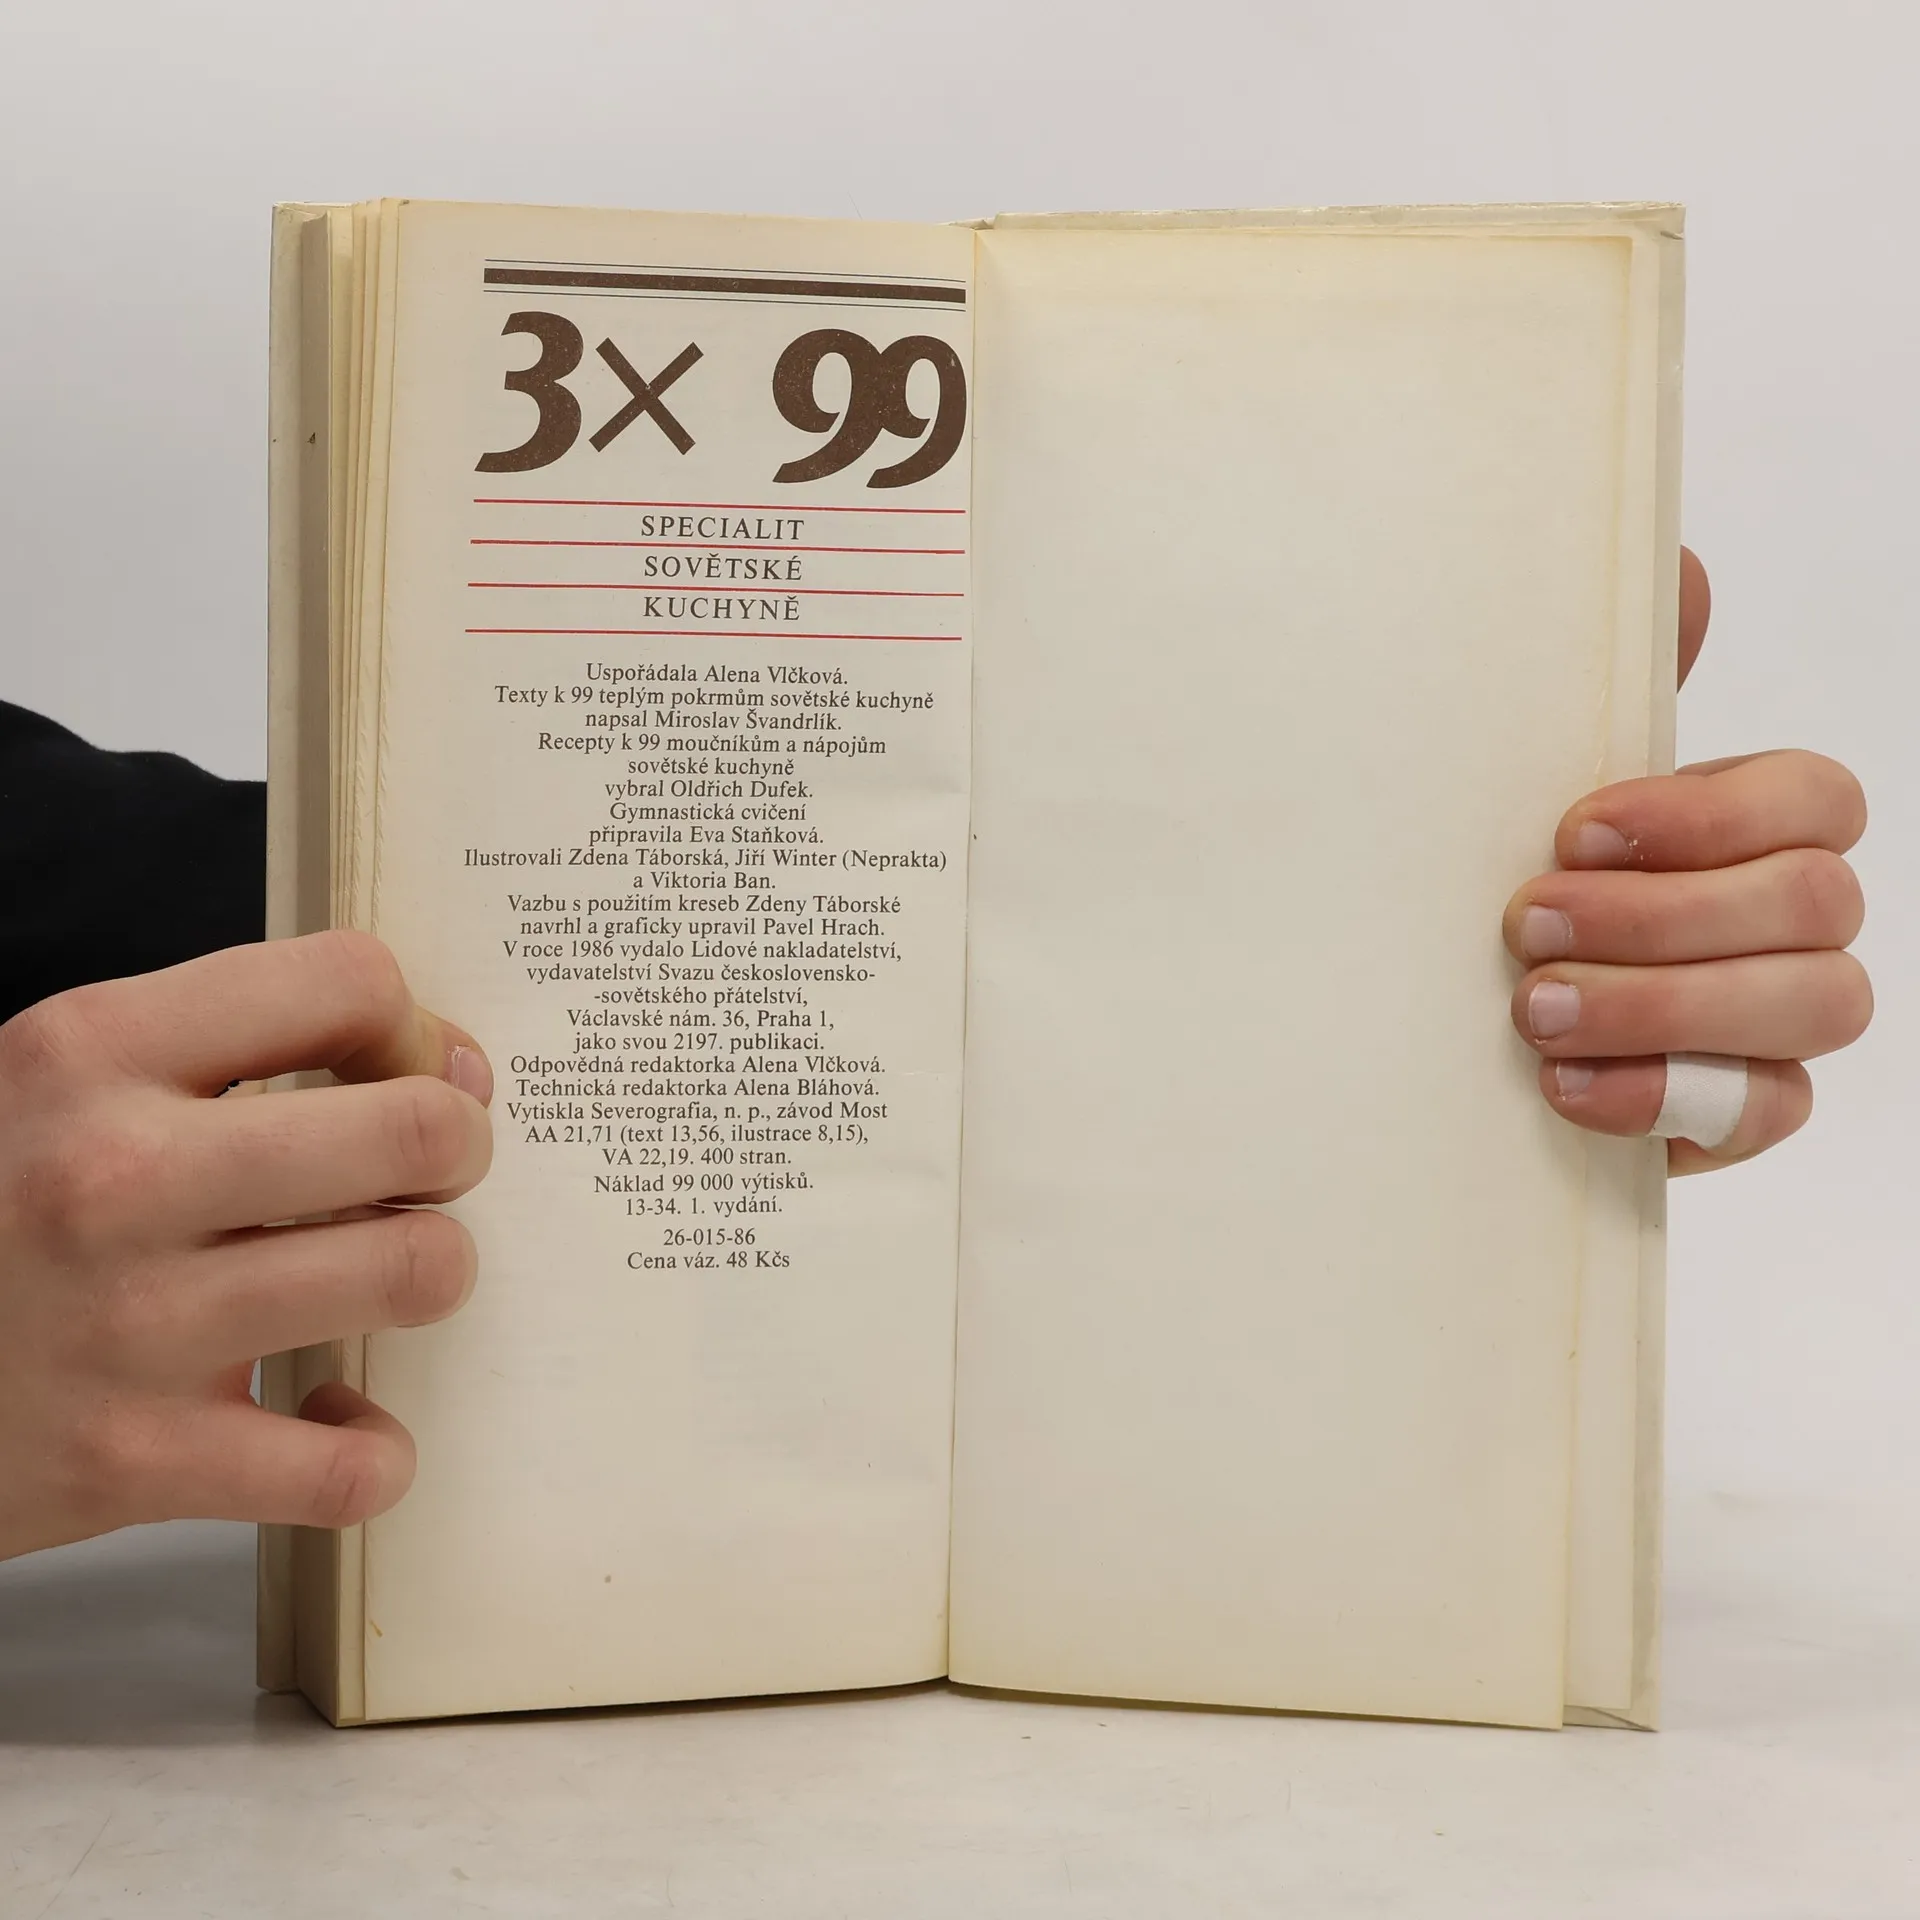 3× 99
SPECIALIT
SOVĚTSKÉ
KUCHYNĚ
Uspořádala Alena Vlčková.
Texty k 99 teplým pokrmům sovětské kuchyně
napsal Miroslav Švandrlík.
Recepty k 99 moučníkům a nápojům
sovětské kuchyně
vybral Oldřich Dufek.
Gymnastická cvičení
připravila Eva Staňková.
Ilustrovali Zdena Táborská, Jiří Winter (Neprakta)
a Viktoria Ban.
Vazbu s použitím kreseb Zdeny Táborské
navrhl a graficky upravil Pavel Hrach.
V roce 1986 vydalo Lidové nakladatelství,
vydavatelství Svazu československo-
-sovětského přátelství,
Václavské nám. 36, Praha 1,
jako svou 2197. publikaci.
Odpovědná redaktorka Alena Vlčková.
Technická redaktorka Alena Bláhová.
Vytiskla Severografia, n. p., závod Most
AA 21,71 (text 13,56, ilustrace 8,15),
VA 22,19. 400 stran.
Náklad 99 000 výtisků.
13-34. 1. vydání.
26-015-86
Cena váz. 48 Kčs